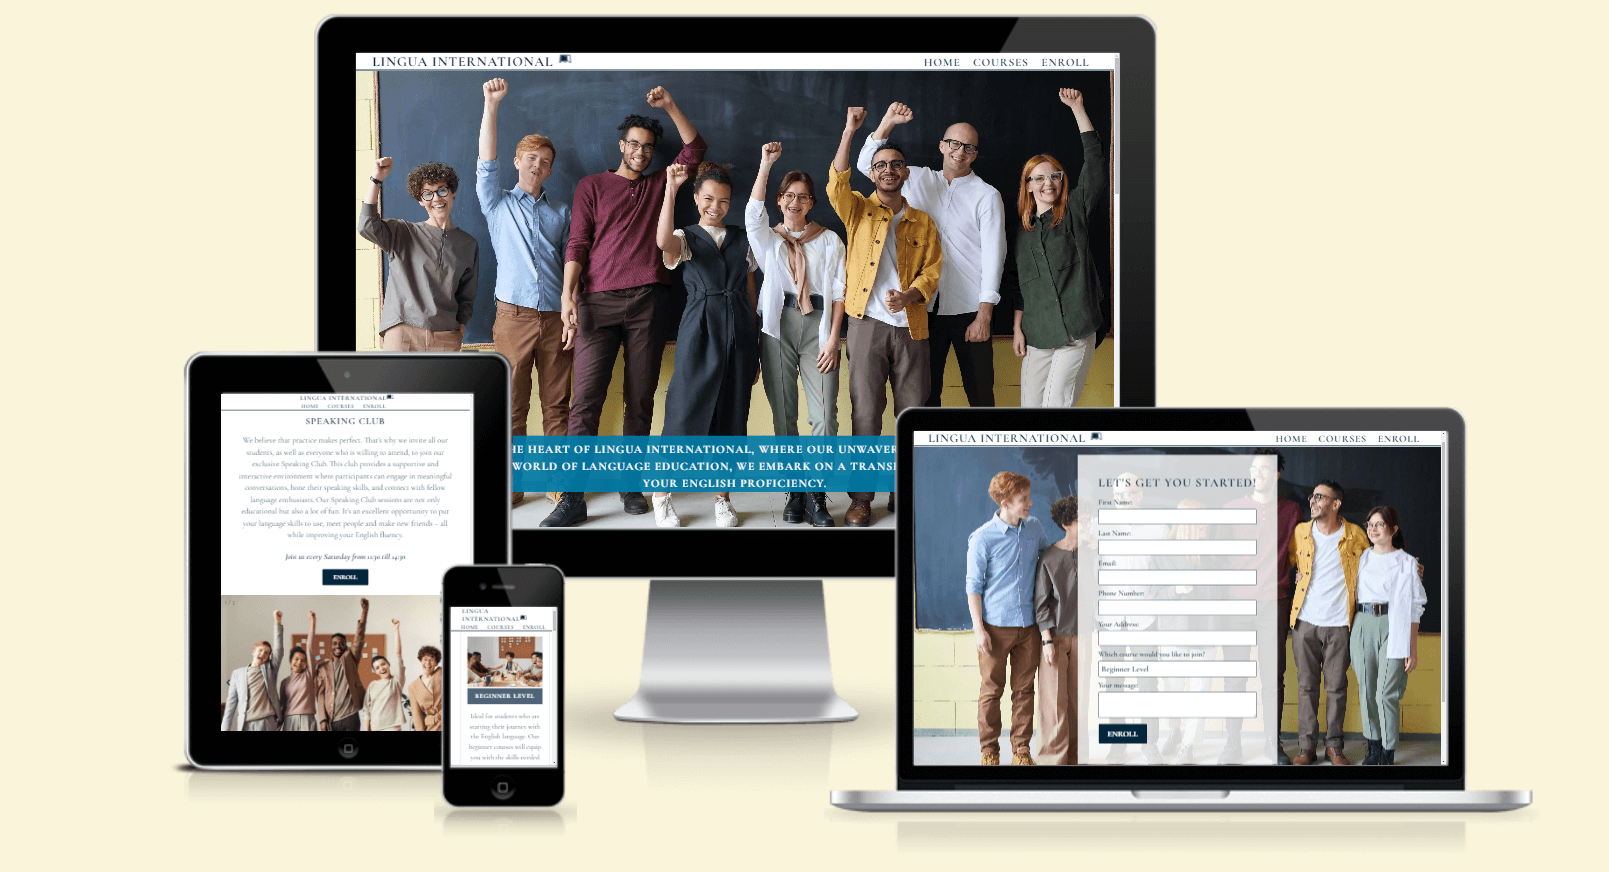 LINGUA INTERNATIONAL
HOME COURSES ENROLL
HE HEART OF LINGUA INTERNATIONAL, WHERE OUR UNWAVER
WORLD OF LANGUAGE EDUCATION, WE EMBARK ON A TRANS
YOUR ENGLISH PROFICIENCY.
LINGUA INTERNATIONAL
HOME COURSES ENROLL
SPEAKING CLUB
We believe that practice makes perfect. That's why we invite all our
students, as well as everyone who is willing to attend, to join our
exclusive Speaking Club. This club provides a supportive and
interactive environment where participants can engage in meaningful
conversations, hone their speaking skills, and connect with fellow
language enthusiasts. Our Speaking Club sessions are not only
educational but also a lot of fun. It's an excellent opportunity to put
your language skills to use, meet people and make new friends – all
while improving your English fluency.
Join us every Saturday from 12:30 till 14:30
ENROLL
LINGUA
INTERNATIONAL
HOME COURSES ENROLL
BEGINNER LEVEL
Ideal for students who are
starting their journey with
the English language. Our
beginner courses will equip
you with the skills needed
LINGUA INTERNATIONAL
HOME COURSES ENROLL
LET'S GET YOU STARTED!
First Name:
Last Name:
Email:
Phone Number:
Your Address:
Which course would you like to join?
Beginner Level
Your message:
ENROLL